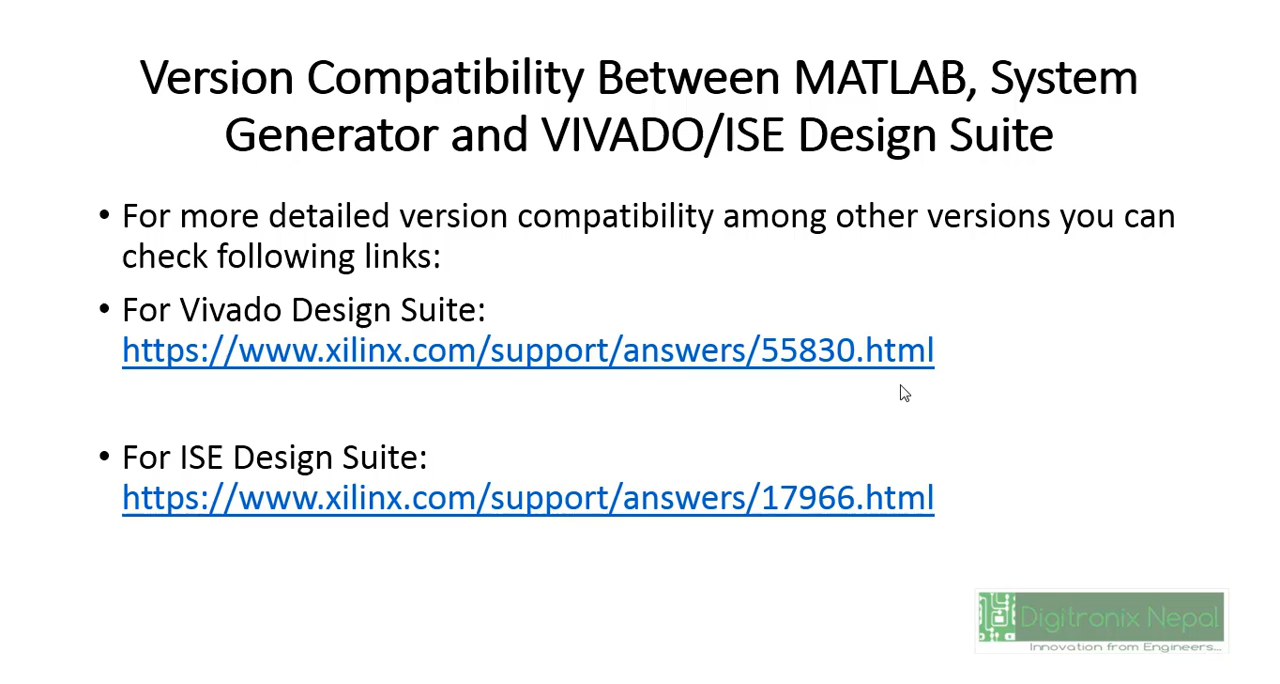 Version Compatibility Between MATLAB, System
Generator and VIVADO/ISE Design Suite
• For more detailed version compatibility among other versions you can
check following links:
• For Vivado Design Suite:
https://www.xilinx.com/support/answers/55830.html
• For ISE Design Suite:
https://www.xilinx.com/support/answers/17966.html
Digitronix Nepal
Innovation from Engineers...